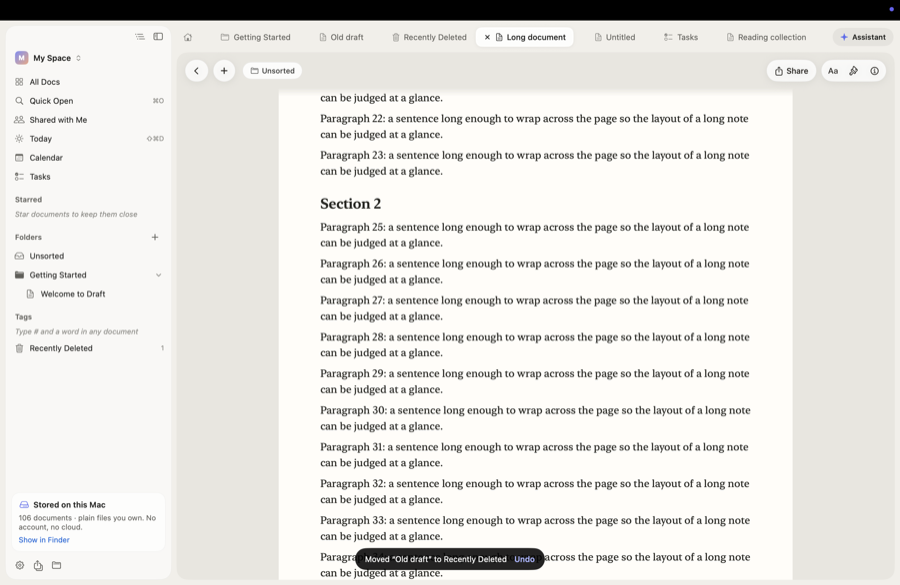 Getting Started
Old draft
Recently Deleted
Long document
Untitled
Tasks
Reading collection
Assistant
M My Space
All Docs
Quick Open ⌘O
Shared with Me
Today ⇧⌘D
Calendar
Tasks
Starred
Star documents to keep them close
Folders
Unsorted
Getting Started
Welcome to Draft
Tags
Type # and a word in any document
Recently Deleted 1
Stored on this Mac
106 documents · plain files you own. No
account, no cloud.
Show in Finder
Unsorted
Share
Aa
can be judged at a glance.
Paragraph 22: a sentence long enough to wrap across the page so the layout of a long note
can be judged at a glance.
Paragraph 23: a sentence long enough to wrap across the page so the layout of a long note
can be judged at a glance.
Section 2
Paragraph 25: a sentence long enough to wrap across the page so the layout of a long note
can be judged at a glance.
Paragraph 26: a sentence long enough to wrap across the page so the layout of a long note
can be judged at a glance.
Paragraph 27: a sentence long enough to wrap across the page so the layout of a long note
can be judged at a glance.
Paragraph 28: a sentence long enough to wrap across the page so the layout of a long note
can be judged at a glance.
Paragraph 29: a sentence long enough to wrap across the page so the layout of a long note
can be judged at a glance.
Paragraph 30: a sentence long enough to wrap across the page so the layout of a long note
can be judged at a glance.
Paragraph 31: a sentence long enough to wrap across the page so the layout of a long note
can be judged at a glance.
Paragraph 32: a sentence long enough to wrap across the page so the layout of a long note
can be judged at a glance.
Paragraph 33: a sentence long enough to wrap across the page so the layout of a long note
can be judged at a glance.
across the page so the layout of a long note
can be judged at a glance.
Moved “Old draft” to Recently Deleted Undo